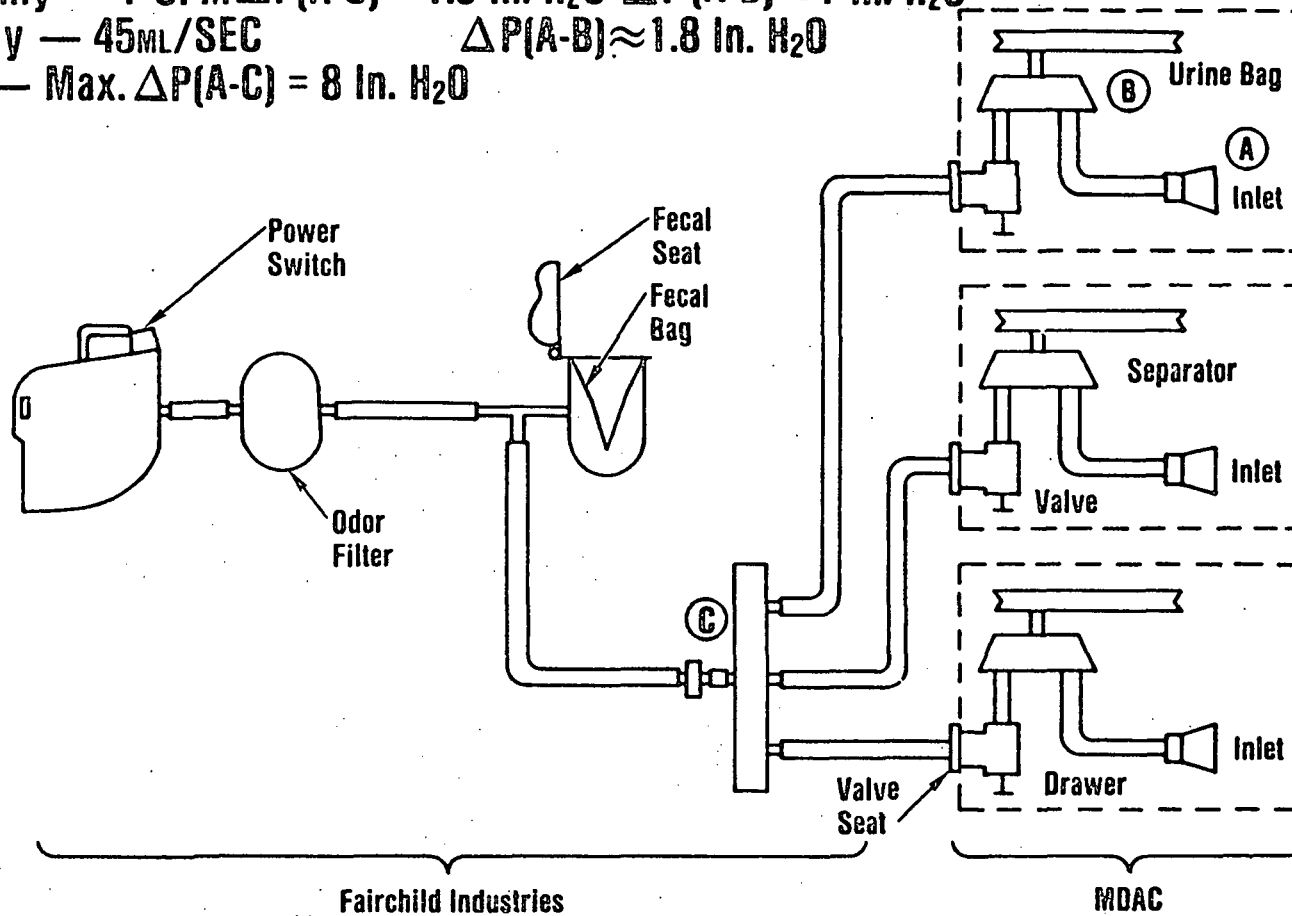 y — 45ML/SEC ΔP(A-B)≈1.8 In. H₂O
— Max. ΔP(A-C) = 8 In. H₂O
Urine Bag
B
A
Inlet
Power
Switch
Fecal
Seat
Fecal
Bag
Separator
Inlet
Valve
Odor
Filter
C
Inlet
Drawer
Valve
Seat
Fairchild Industries
MDAC